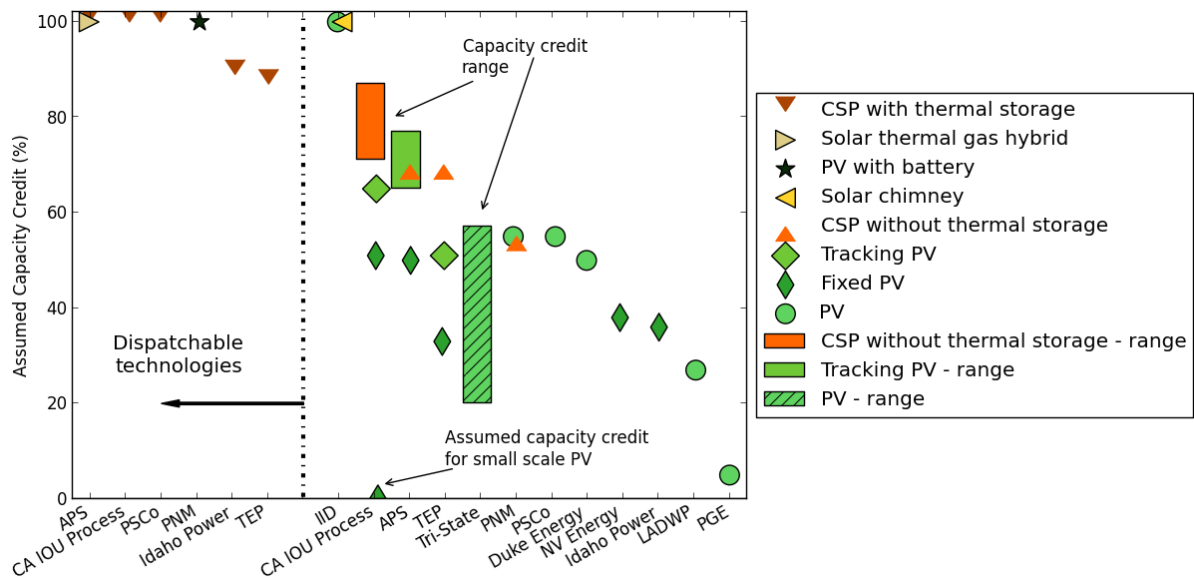 100
80
60
40
20
0
Assumed Capacity Credit (%)
Capacity credit
range
Dispatchable
technologies
Assumed capacity credit
for small scale PV
APS
CA IOU Process
PSCo
PNM
Idaho Power
TEP
IID
CA IOU Process
APS
TEP
Tri-State
PNM
PSCo
Duke Energy
NV Energy
Idaho Power
LADWP
PGE
CSP with thermal storage
Solar thermal gas hybrid
PV with battery
Solar chimney
CSP without thermal storage
Tracking PV
Fixed PV
PV
CSP without thermal storage - range
Tracking PV - range
PV - range